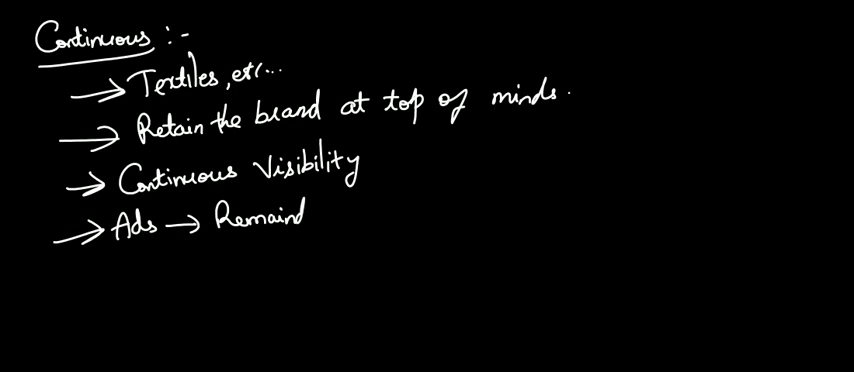 Continuous :-
→ Textiles, etc...
→ Retain the brand at top of minds.
→ Continuous Visibility
→ Ads → Remaind